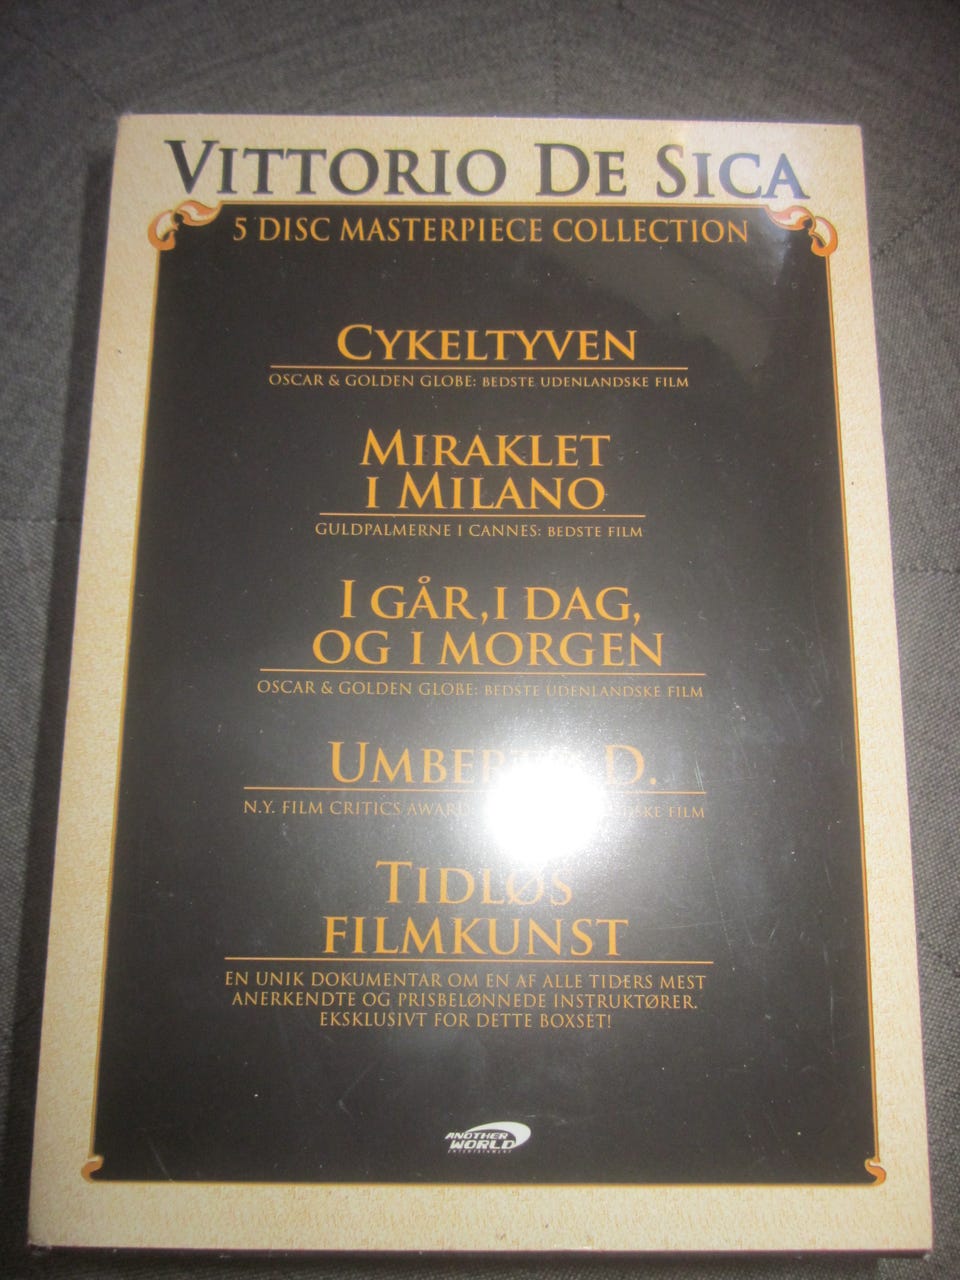 VITTORIO DE SICA
5 DISC MASTERPIECE COLLECTION
CYKELTYVEN
OSCAR & GOLDEN GLOBE: BEDSTE UDENLANDSKE FILM
MIRAKLET
I MILANO
GULDPALMERNE I CANNES: BEDSTE FILM
I GÅR, I DAG,
OG I MORGEN
OSCAR & GOLDEN GLOBE: BEDSTE UDENLANDSKE FILM
D.
N.Y. FILM CRITICS FILM
TIDLØS
FILMKUNST
EN UNIK DOKUMENTAR OM EN AF ALLE TIDERS MEST
ANERKENDTE OG PRISBELØNNEDE INSTRUKTØRER.
EKSKLUSIVT FOR DETTE BOXSET!
ANOTHER
WORLD
ENTERTAINMENT